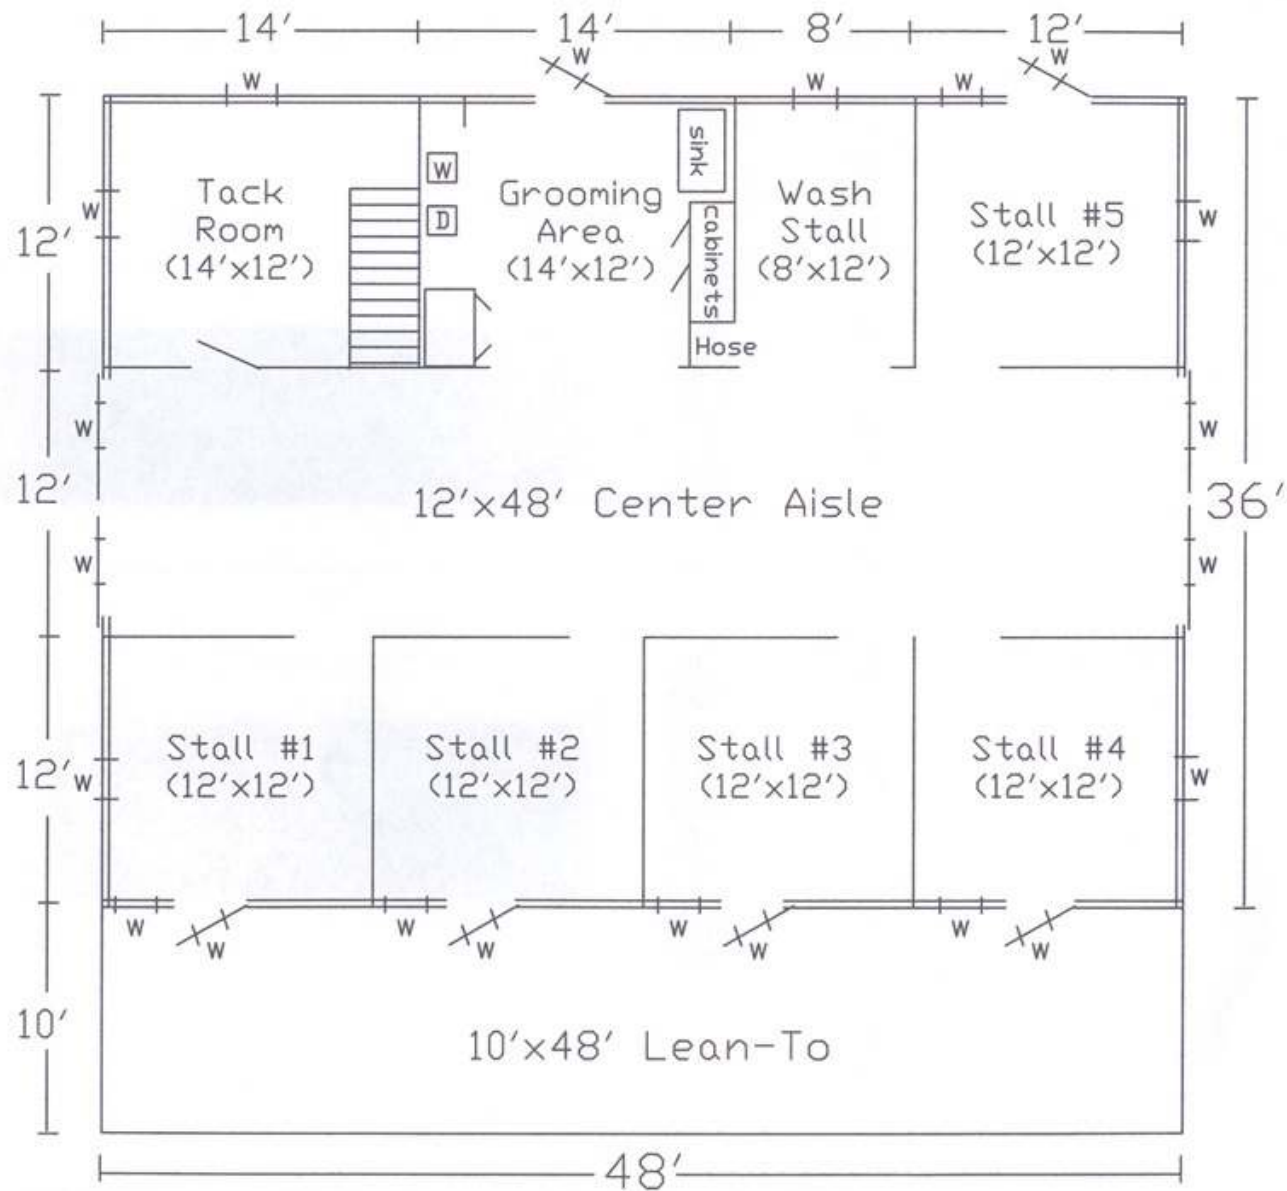 14'
14'
8'
12'
W
W
W
W
W
12'
W
Tack
Room
(14'x12')
W
D
Grooming
Area
(14'x12')
sink
cabinets
Hose
Wash
Stall
(8'x12')
Stall #5
(12'x12')
W
W
W
12'
12'x48' Center Aisle
36'
W
W
12'
W
Stall #1
(12'x12')
Stall #2
(12'x12')
Stall #3
(12'x12')
Stall #4
(12'x12')
W
W
W
W
W
W
W
W
W
10'
10'x48' Lean-To
48'